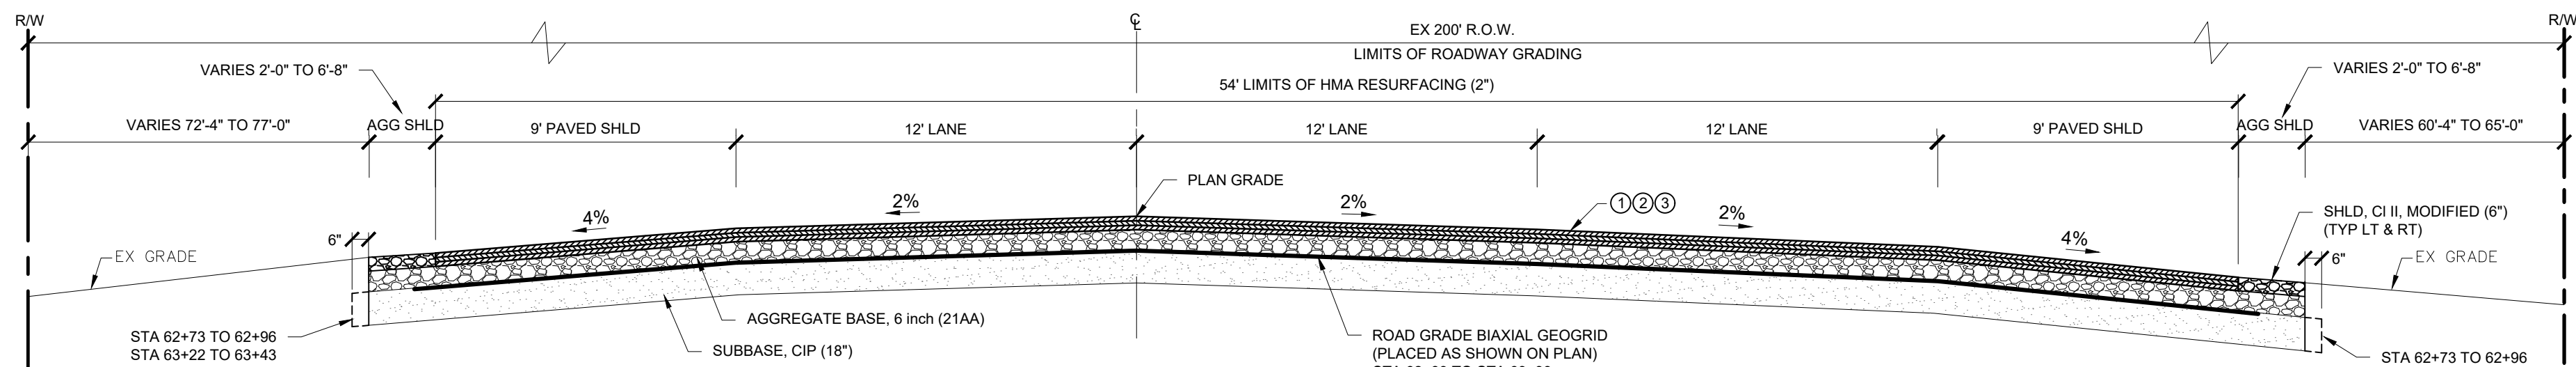 R/W
℄
R/W
EX 200' R.O.W.
LIMITS OF ROADWAY GRADING
VARIES 2'-0" TO 6'-8"
VARIES 2'-0" TO 6'-8"
54' LIMITS OF HMA RESURFACING (2")
VARIES 72'-4" TO 77'-0"
AGG SHLD
9' PAVED SHLD
12' LANE
12' LANE
12' LANE
9' PAVED SHLD
AGG SHLD
VARIES 60'-4" TO 65'-0"
PLAN GRADE
4%
2%
2%
① ② ③
2%
4%
SHLD, CI II, MODIFIED (6")
(TYP LT & RT)
6"
6"
EX GRADE
EX GRADE
AGGREGATE BASE, 6 inch (21AA)
SUBBASE, CIP (18")
STA 62+73 TO 62+96
STA 63+22 TO 63+43
ROAD GRADE BIAXIAL GEOGRID
(PLACED AS SHOWN ON PLAN)
STA 62+73 TO 62+96